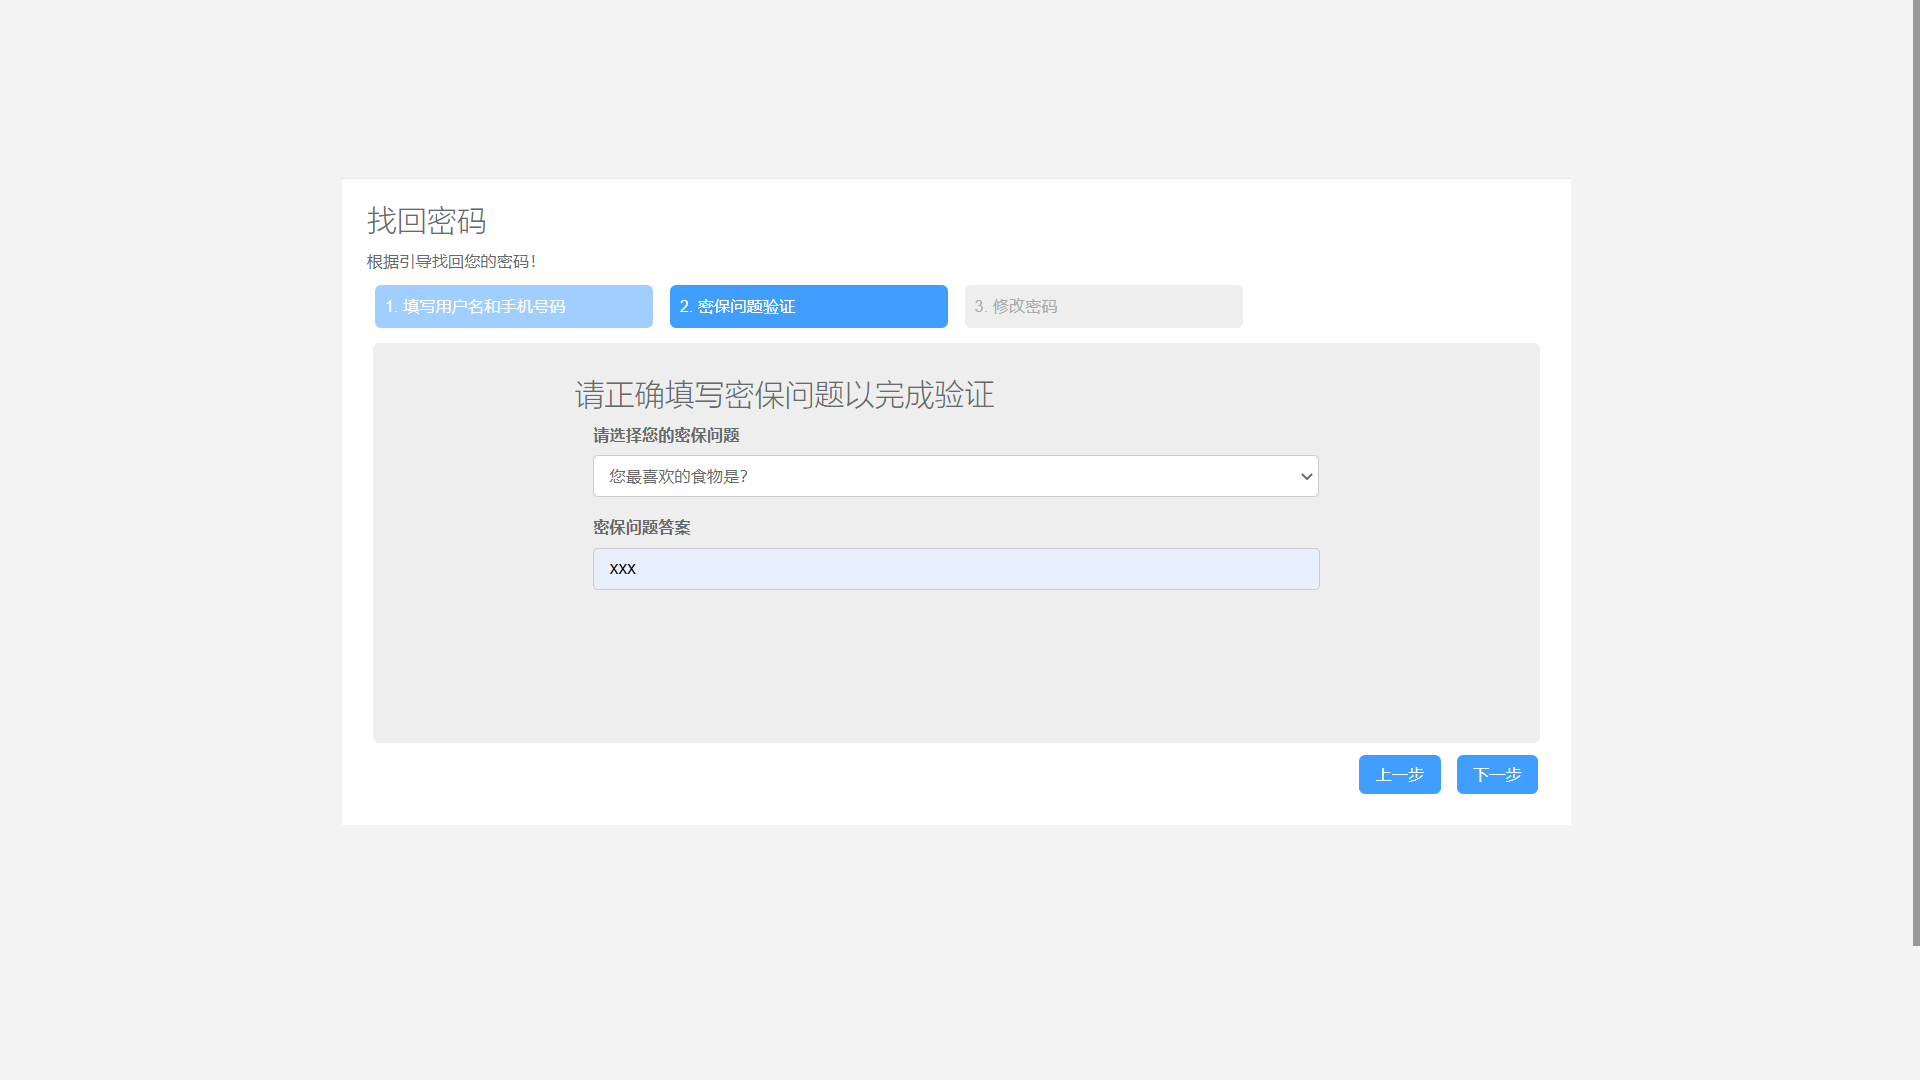 找回密码
根据引导找回您的密码!
1. 填写用户名和手机号码
2. 密保问题验证
3. 修改密码
请正确填写密保问题以完成验证
请选择您的密保问题
您最喜欢的食物是?
密保问题答案
xxx
上一步
下一步